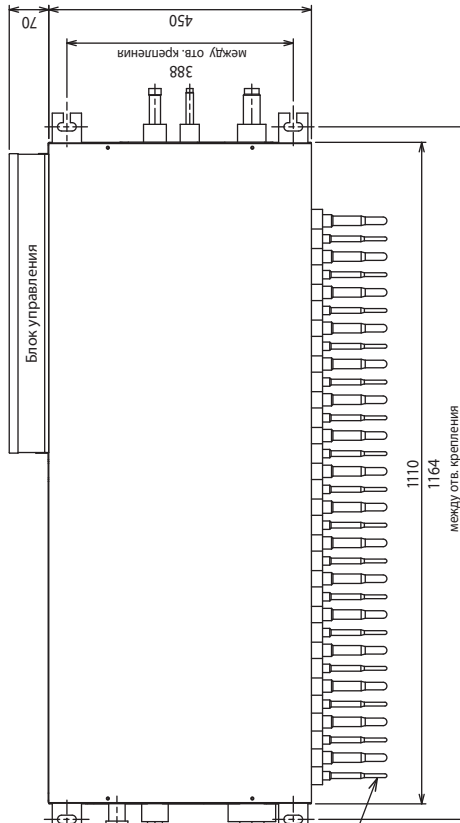 70
450
388
между отв. крепления
Блок управления
1110
1164
между отв. крепления